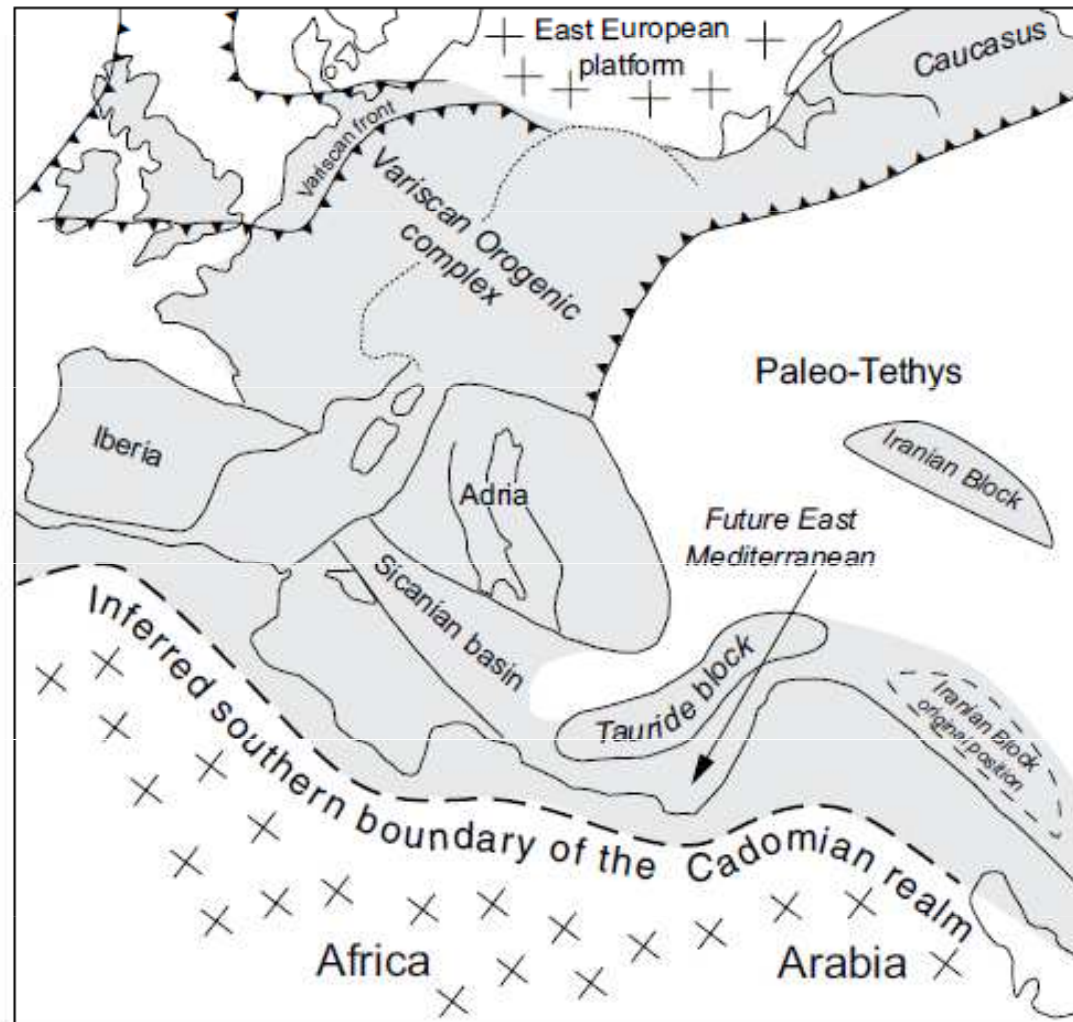 East European
platform
Caucasus
Variscan front
Variscan Orogenic
complex
Paleo-Tethys
Iranian Block
Iberia
Adria
Future East
Mediterranean
Sicanian basin
Tauride block
Iranian Block
original position
Inferred southern boundary of the Cadomian realm
Africa
Arabia